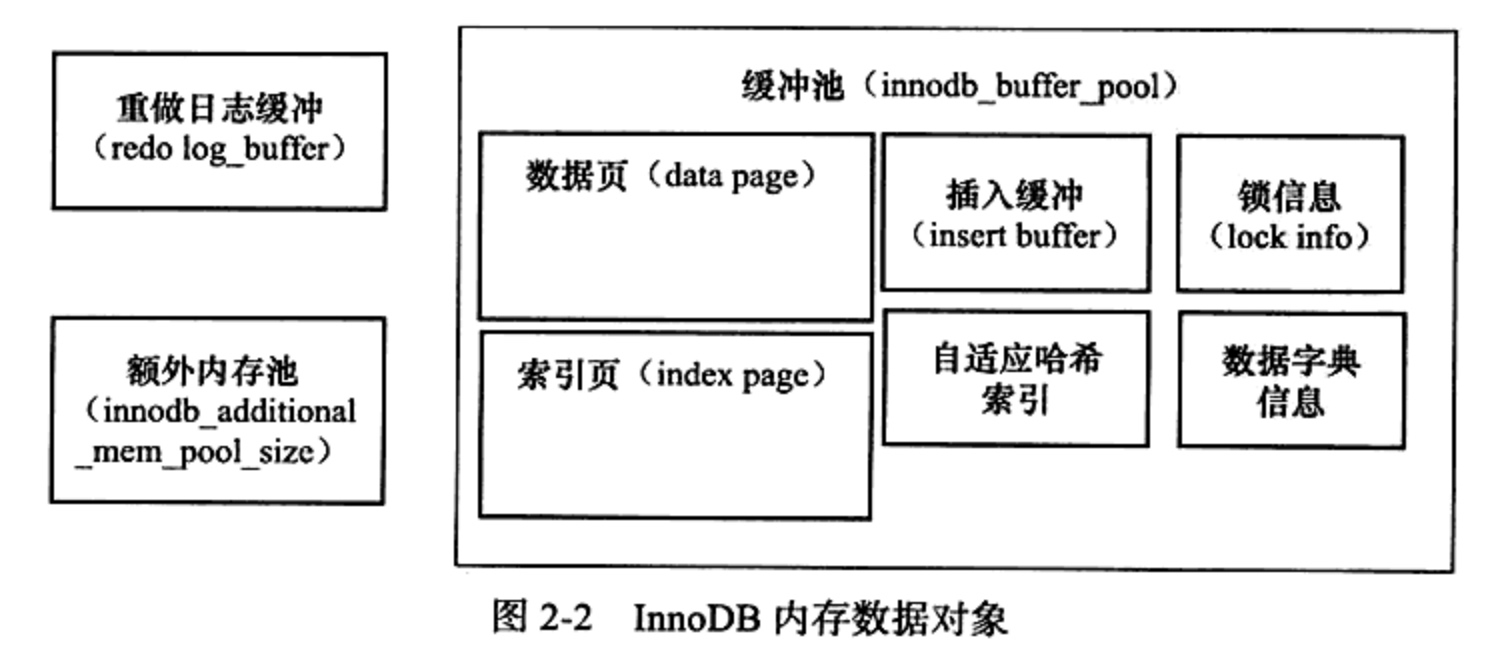 重做日志缓冲
（redo log_buffer）
额外内存池
（innodb_additional
_mem_pool_size）
缓冲池（innodb_buffer_pool）
数据页（data page）
索引页（index page）
插入缓冲
（insert buffer）
锁信息
（lock info）
自适应哈希
索引
数据字典
信息
图 2-2 InnoDB 内存数据对象